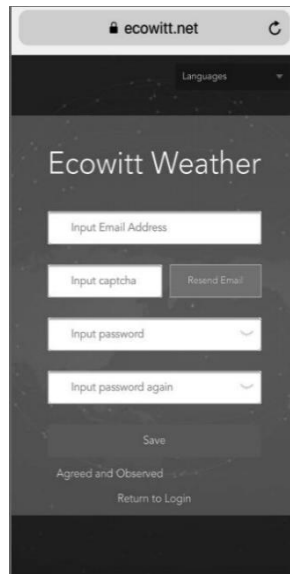 ecowitt.net
Languages
Ecowitt Weather
Input Email Address
Input captcha Resend Email
Input password
Input password again
Save
Agreed and Observed
Return to Login